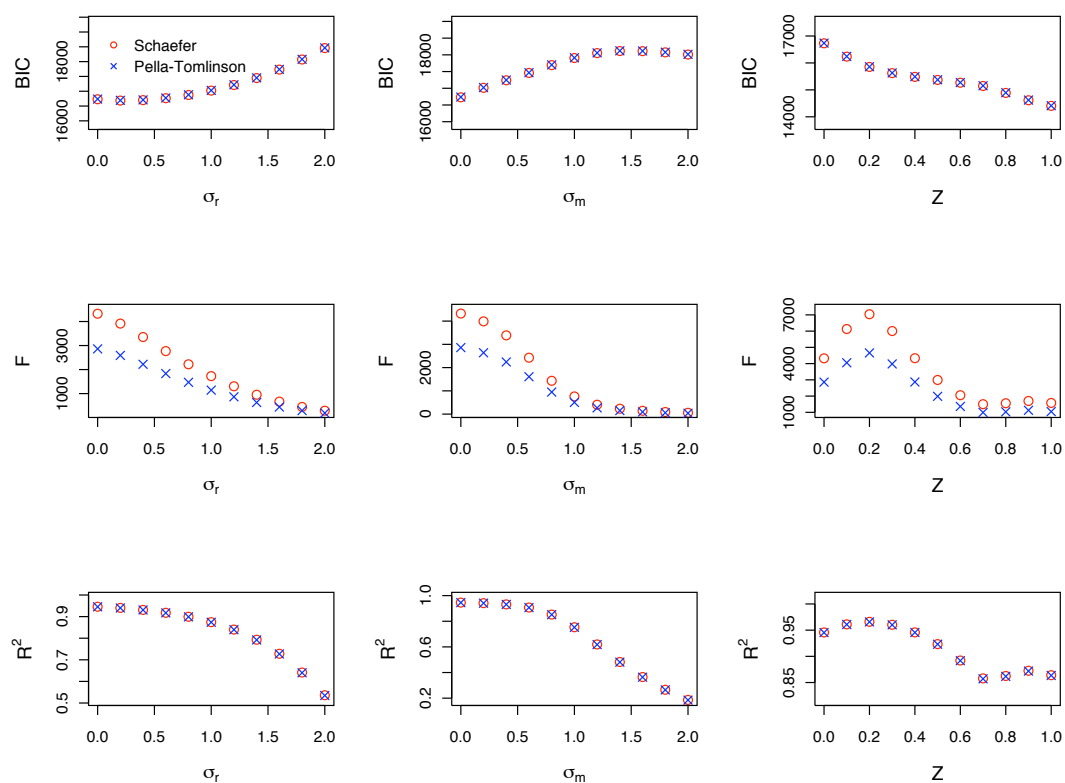 BIC
16000 18000
Schaefer
Pella-Tomlinson
0.0 0.5 1.0 1.5 2.0
σr
BIC
16000 18000
0.0 0.5 1.0 1.5 2.0
σm
BIC
14000 17000
0.0 0.2 0.4 0.6 0.8 1.0
Z
F
1000 3000
0.0 0.5 1.0 1.5 2.0
σr
F
0 2000
0.0 0.5 1.0 1.5 2.0
σm
F
1000 4000 7000
0.0 0.2 0.4 0.6 0.8 1.0
Z
R²
0.5 0.7 0.9
0.0 0.5 1.0 1.5 2.0
σr
R²
0.2 0.6 1.0
0.0 0.5 1.0 1.5 2.0
σm
R²
0.85 0.95
0.0 0.2 0.4 0.6 0.8 1.0
Z